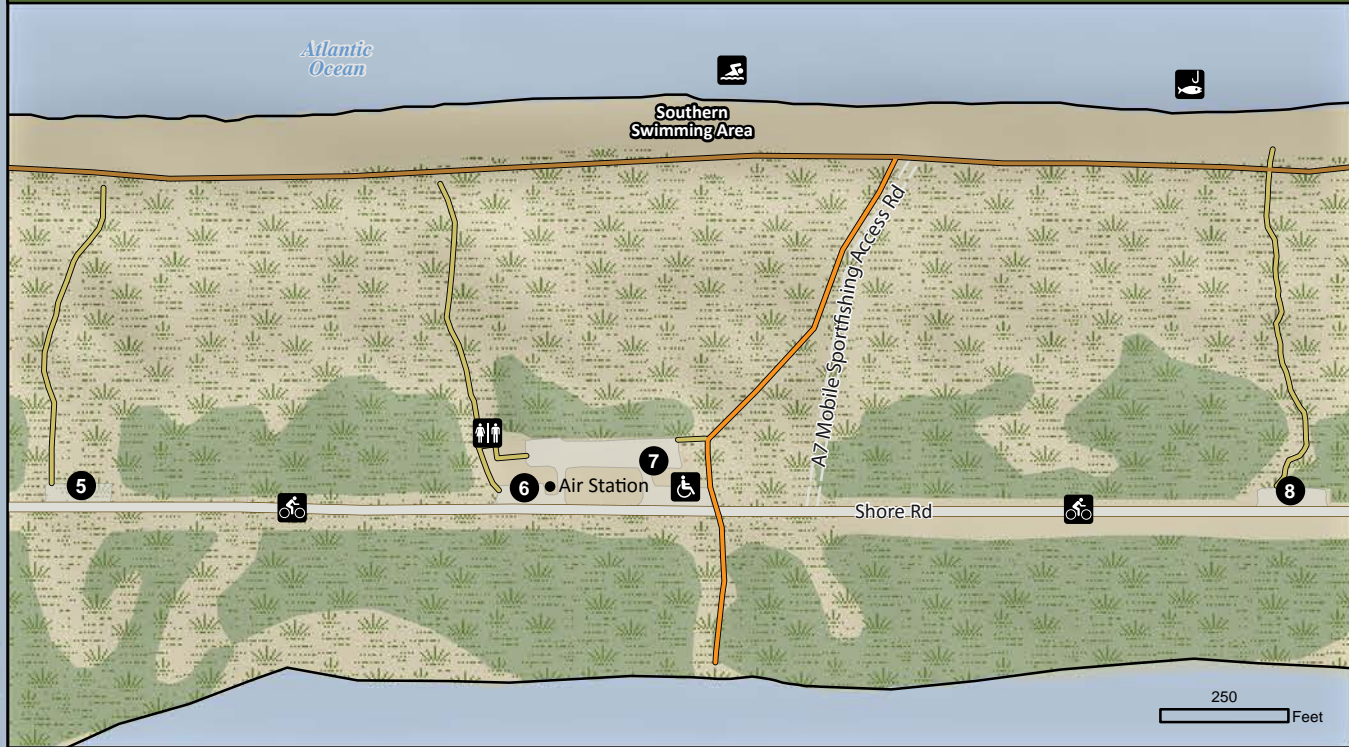 Atlantic
Ocean
Southern
Swimming Area
A7 Mobile Sportfishing Access Rd
5
6
Air Station
7
8
Shore Rd
250
Feet